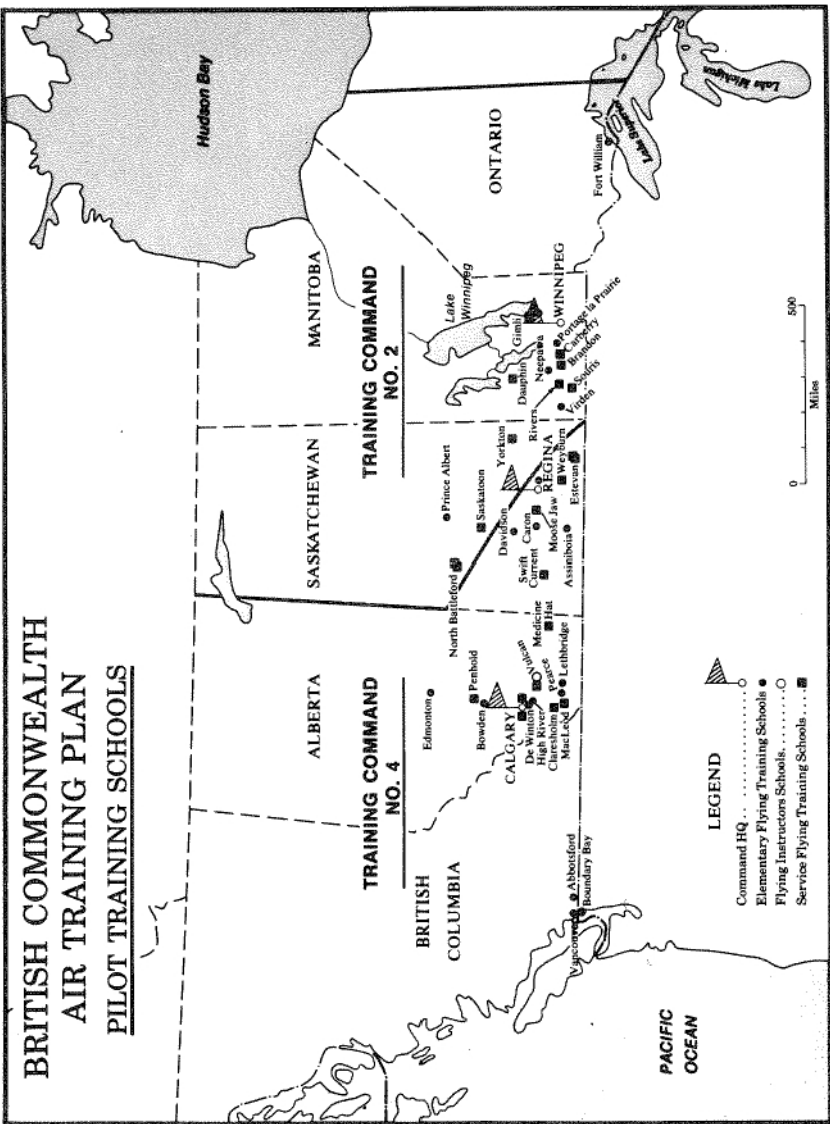 BRITISH COMMONWEALTH
AIR TRAINING PLAN
PILOT TRAINING SCHOOLS
Hudson Bay
ALBERTA
SASKATCHEWAN
MANITOBA
ONTARIO
BRITISH
COLUMBIA
TRAINING COMMAND
NO. 4
TRAINING COMMAND
NO. 2
Lake
Winnipeg
Edmonton
Penhold
Bowden
CALGARY
De Winton
High River
Claresholm
MacLeod
Vulcan
Pearce
Lethbridge
Medicine
Hat
North Battleford
Prince Albert
Saskatoon
Davidson
Swift
Current
Caron
Moose Jaw
Assiniboia
Yorkton
REGINA
Weyburn
Estevan
Dauphin
Neepawa
Rivers
Virden
Gimli
WINNIPEG
Portage la Prairie
Carberry
Brandon
Souris
Fort William
Lake Superior
Lake Michigan
Vancouver
Abbotsford
Boundary Bay
PACIFIC
OCEAN
LEGEND
Command HQ
Elementary Flying Training Schools
Flying Instructors Schools
Service Flying Training Schools
0 500
Miles